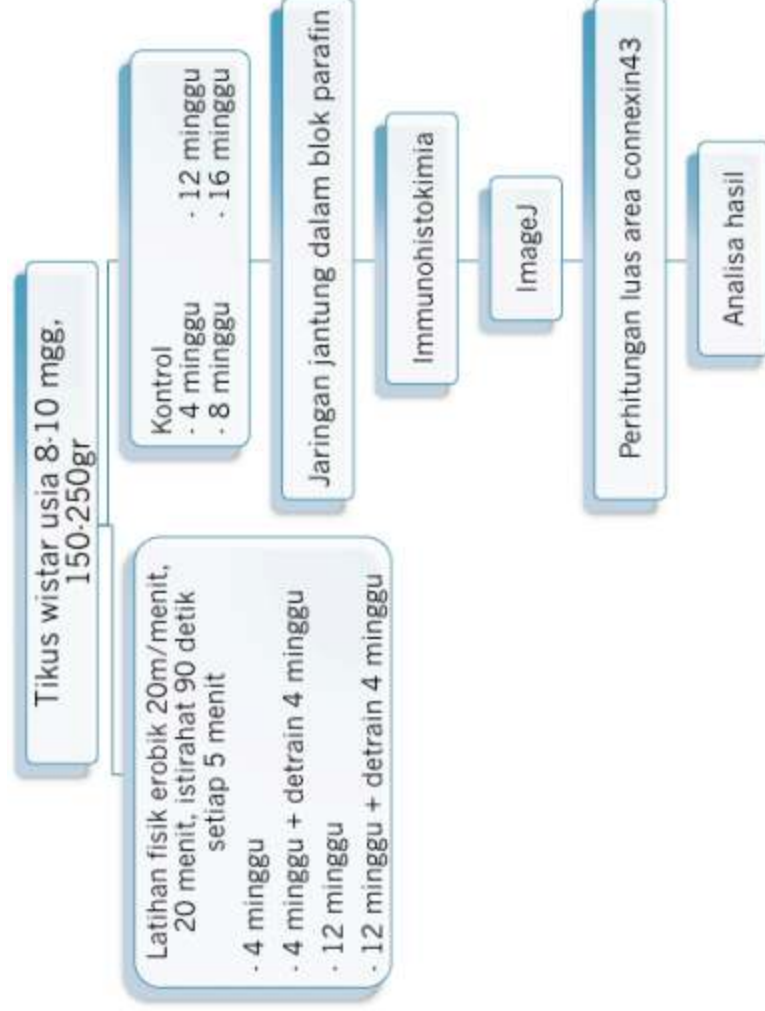 Tikus wistar usia 8-10 mgg,
150-250gr
Latihan fisik erobik 20m/menit,
20 menit, istirahat 90 detik
setiap 5 menit
- 4 minggu
- 4 minggu + detrain 4 minggu
- 12 minggu
- 12 minggu + detrain 4 minggu
Kontrol
- 4 minggu - 12 minggu
- 8 minggu - 16 minggu
Jaringan jantung dalam blok parafin
Immunohistokimia
ImageJ
Perhitungan luas area connexin43
Analisa hasil